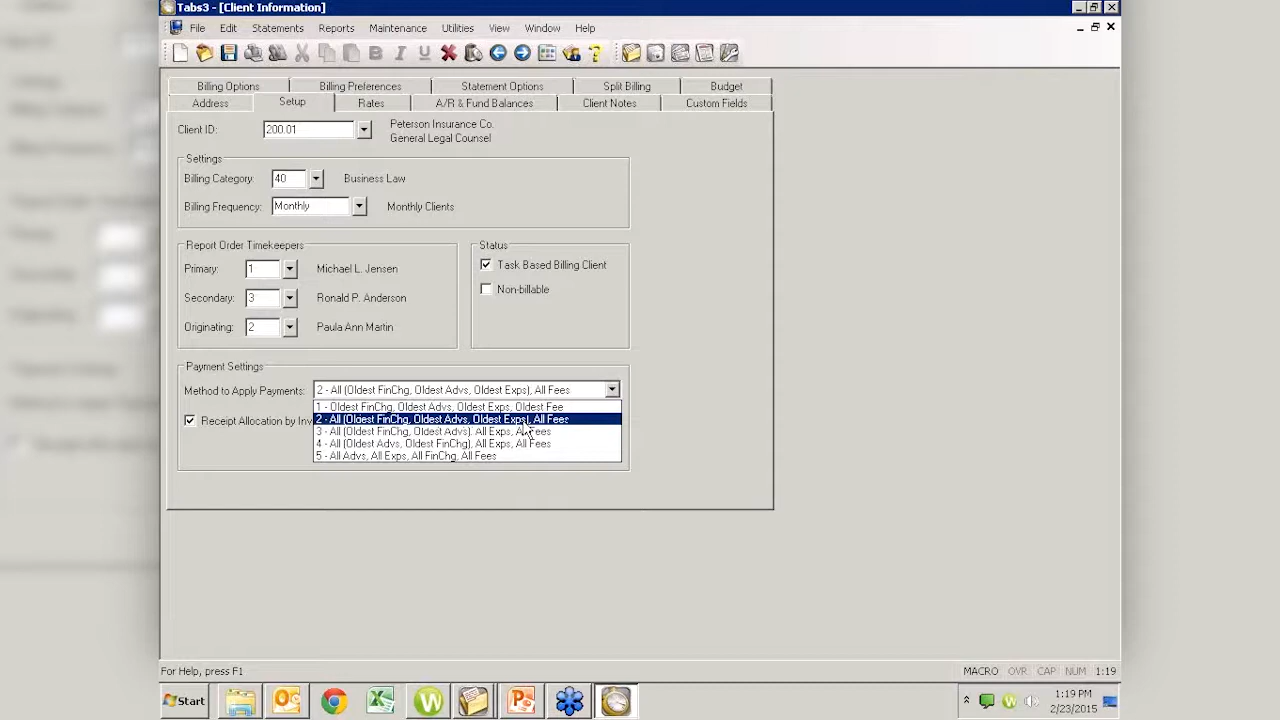 Tabs3 - [Client Information]
File Edit Statements Reports Maintenance Utilities View Window Help
Billing Options Billing Preferences Statement Options Split Billing Budget
Address Setup Rates A/R & Fund Balances Client Notes Custom Fields
Client ID: 200.01 Peterson Insurance Co.
General Legal Counsel
Settings
Billing Category: 40 Business Law
Billing Frequency: Monthly Monthly Clients
Report Order Timekeepers Status
Primary: 1 Michael L. Jensen Task Based Billing Client
Secondary: 3 Ronald P. Anderson Non-billable
Originating: 2 Paula Ann Martin
Payment Settings
Method to Apply Payments: 2 - All (Oldest FinChg, Oldest Advs, Oldest Exps), All Fees
1 - Oldest FinChg, Oldest Advs, Oldest Exps, Oldest Fee
2 - All (Oldest FinChg, Oldest Advs, Oldest Exps), All Fees
Receipt Allocation by Inv
3 - All (Oldest FinChg, Oldest Advs), All Exps, All Fees
4 - All (Oldest Advs, Oldest FinChg), All Exps, All Fees
5 - All Advs, All Exps, All FinChg, All Fees
For Help, press F1 MACRO OVR CAP NUM 1:19
Start 1:19 PM
2/23/2015